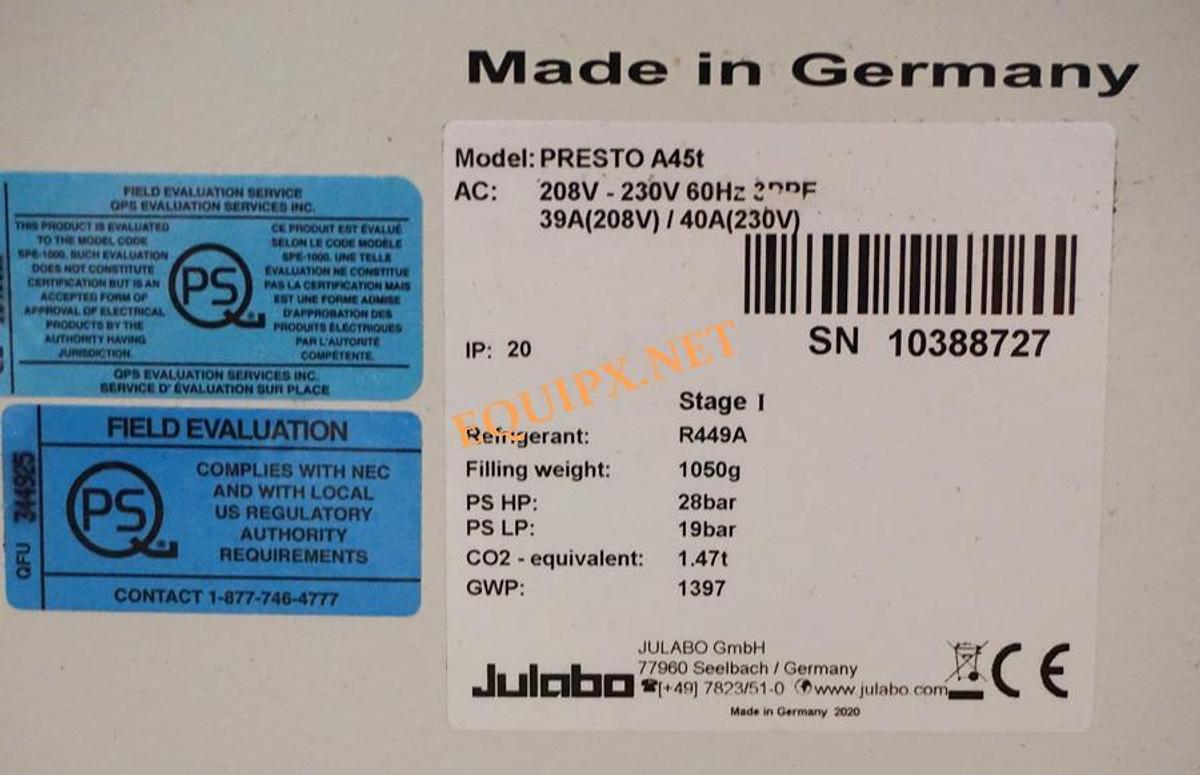 Made in Germany
Model: PRESTO A45t
AC: 208V - 230V 60Hz
39A(208V) / 40A(230V)
SN 10388727
IP: 20
Stage I
Refrigerant: R449A
Filling weight: 1050g
PS HP: 28bar
PS LP: 19bar
CO2 - equivalent: 1.47t
GWP: 1397
JULABO GmbH
77960 Seelbach / Germany
Julabo ☎[+49] 7823/51-0 www.julabo.com
CE
Made in Germany 2020
EQUIPX.NET
FIELD EVALUATION SERVICE
QPS EVALUATION SERVICES INC.
THIS PRODUCT IS EVALUATED
TO THE MODEL CODE
SPE-1000. SUCH EVALUATION
DOES NOT CONSTITUTE
CERTIFICATION BUT IS AN
ACCEPTED FORM OF
APPROVAL OF ELECTRICAL
PRODUCTS BY THE
AUTHORITY HAVING
JURISDICTION.
QPS
CE PRODUIT EST ÉVALUÉ
SELON LE CODE MODÈLE
SPE-1000. UNE TELLE
ÉVALUATION NE CONSTITUE
PAS LA CERTIFICATION MAIS
EST UNE FORME ADMISE
D'APPROBATION DES
PRODUITS ÉLECTRIQUES
PAR L'AUTORITÉ
COMPÉTENTE.
QPS EVALUATION SERVICES INC.
SERVICE D' ÉVALUATION SUR PLACE
FIELD EVALUATION
QPS
COMPLIES WITH NEC
AND WITH LOCAL
US REGULATORY
AUTHORITY
REQUIREMENTS
CONTACT 1-877-746-4777
QFU 344925